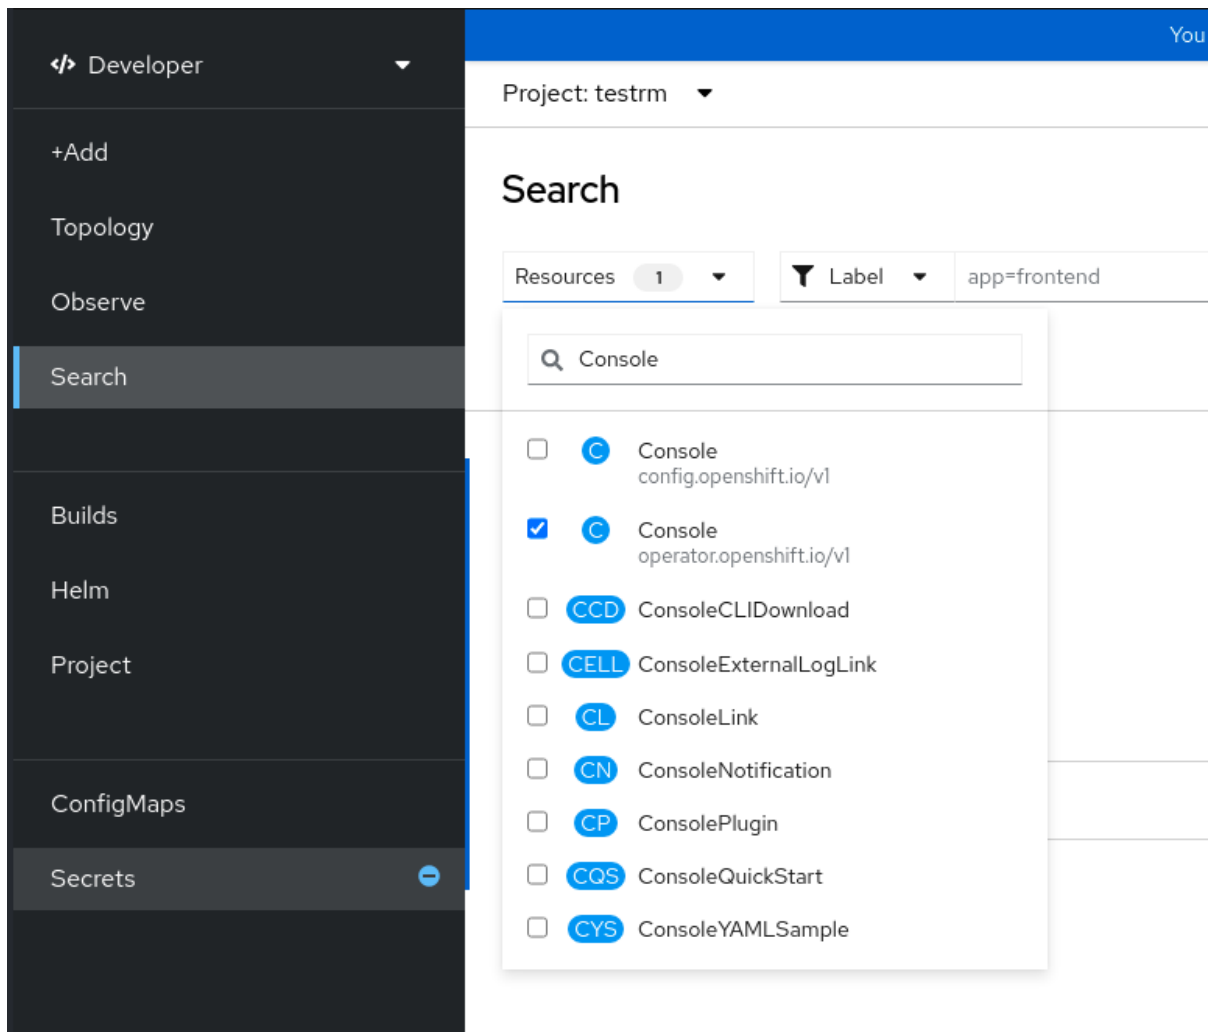 You
</> Developer
Project: testrm
+Add
Topology
Observe
Search
Builds
Helm
Project
ConfigMaps
Secrets
Search
Resources 1
Label
app=frontend
Console
C Console
config.openshift.io/v1
C Console
operator.openshift.io/v1
CCD ConsoleCLIDownload
CELL ConsoleExternalLogLink
CL ConsoleLink
CN ConsoleNotification
CP ConsolePlugin
CQS ConsoleQuickStart
CYS ConsoleYAMLSample